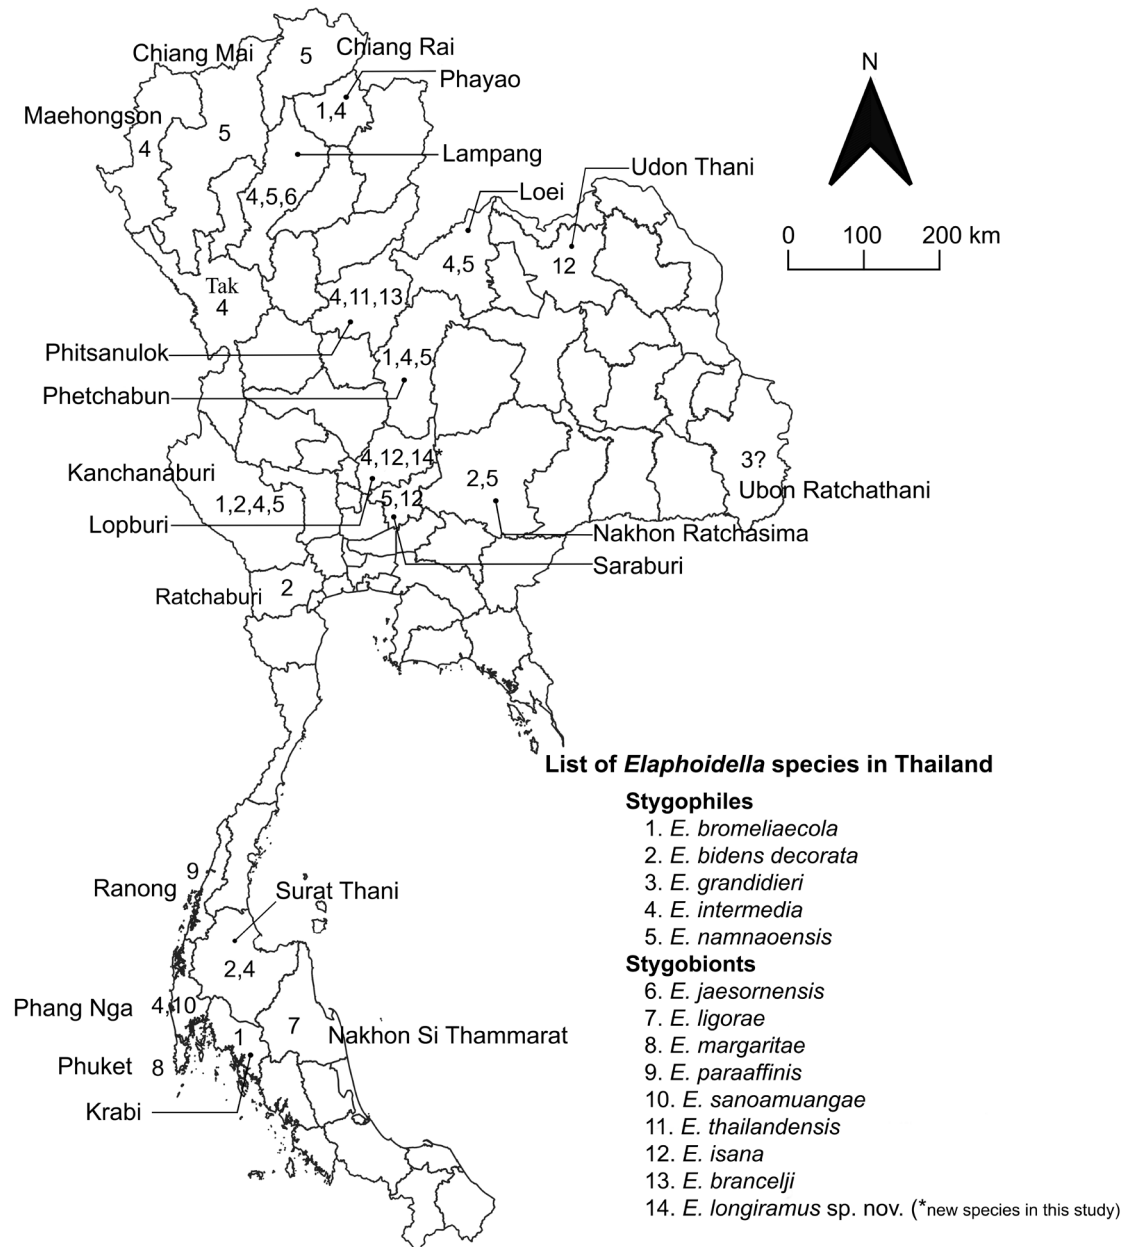 Chiang Mai
5
Chiang Rai
Phayao
1,4
Maehongson
4
5
Lampang
4,5,6
Udon Thani
Loei
4,5
12
N
0 100 200 km
Tak
4
4,11,13
Phitsanulok
1,4,5
Phetchabun
4,12,14*
Kanchanaburi
1,2,4,5
Lopburi
5,12
2,5
3?
Ubon Ratchathani
Nakhon Ratchasima
Saraburi
Ratchaburi
2
9
Ranong
Surat Thani
2,4
Phang Nga
4,10
7
Nakhon Si Thammarat
1
Phuket
8
Krabi
List of Elaphoidella species in Thailand
Stygophiles
1. E. bromeliaecola
2. E. bidens decorata
3. E. grandidieri
4. E. intermedia
5. E. namnaoensis
Stygobionts
6. E. jaesornensis
7. E. ligorae
8. E. margaritae
9. E. paraaffinis
10. E. sanoamuangae
11. E. thailandensis
12. E. isana
13. E. brancelji
14. E. longiramus sp. nov. (*new species in this study)